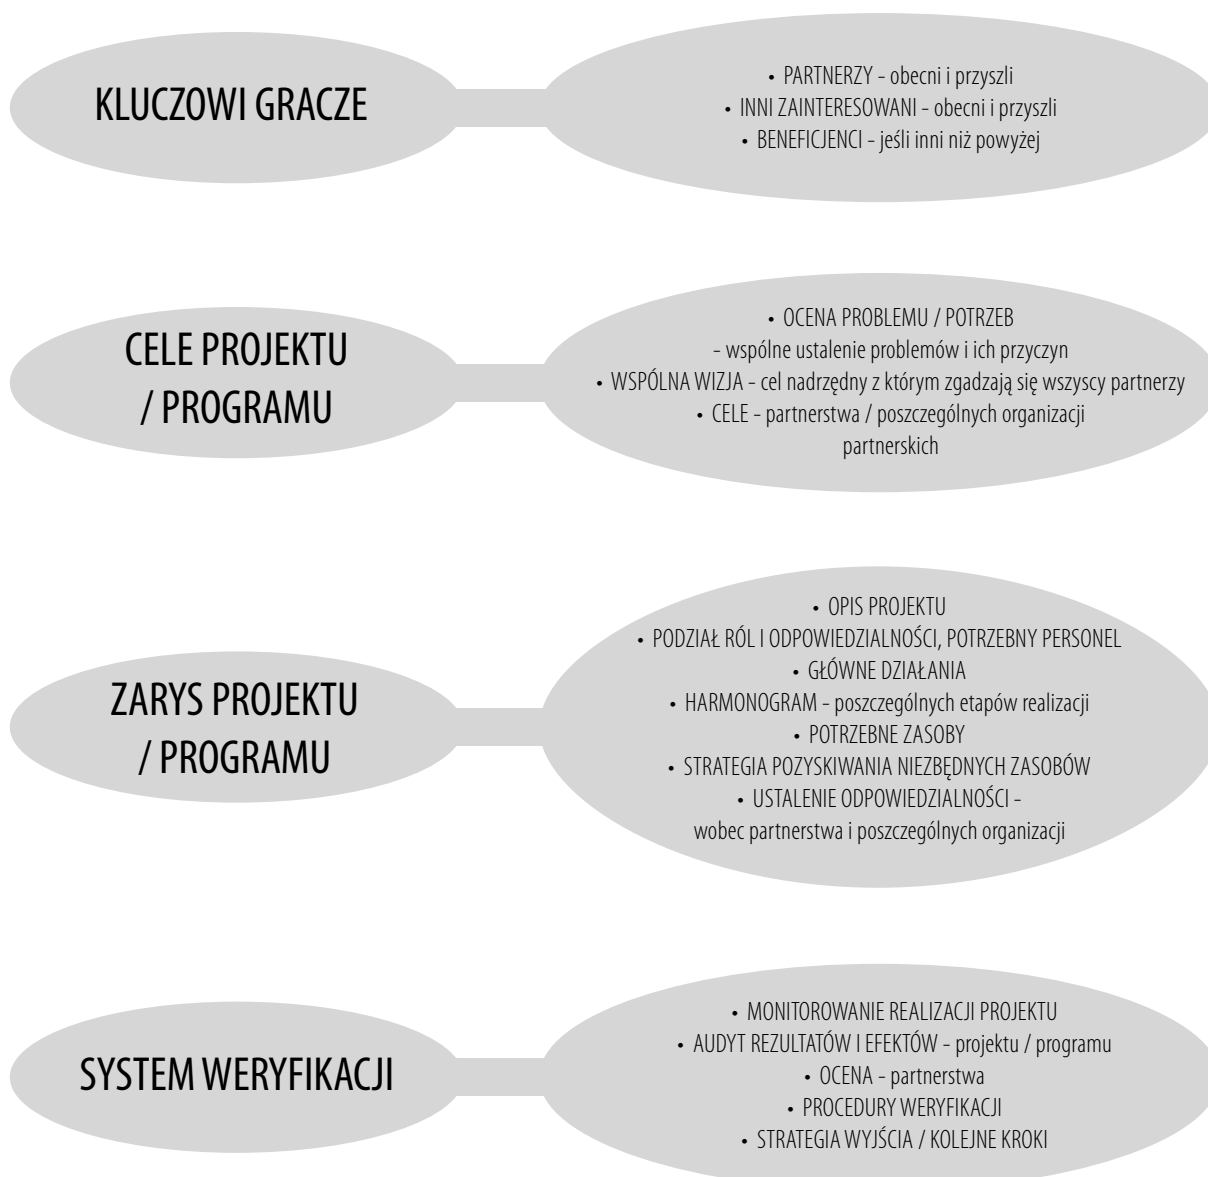 KLUCZOWI GRACZE
• PARTNERZY – obecni i przyszli
• INNI ZAINTERESOWANI – obecni i przyszli
• BENEFICJENCI – jeśli inni niż powyżej
CELE PROJEKTU
/ PROGRAMU
• OCENA PROBLEMU / POTRZEB
– wspólne ustalenie problemów i ich przyczyn
• WSPÓLNA WIZJA – cel nadrzędny z którym zgadzają się wszyscy partnerzy
• CELE – partnerstwa / poszczególnych organizacji
partnerskich
ZARYS PROJEKTU
/ PROGRAMU
• OPIS PROJEKTU
• PODZIAŁ RÓL I ODPOWIEDZIALNOŚCI, POTRZEBNY PERSONEL
• GŁÓWNE DZIAŁANIA
• HARMONOGRAM – poszczególnych etapów realizacji
• POTRZEBNE ZASOBY
• STRATEGIA POZYSKIWANIA NIEZBĘDNYCH ZASOBÓW
• USTALENIE ODPOWIEDZIALNOŚCI –
wobec partnerstwa i poszczególnych organizacji
SYSTEM WERYFIKACJI
• MONITOROWANIE REALIZACJI PROJEKTU
• AUDYT REZULTATÓW I EFEKTÓW – projektu / programu
• OCENA – partnerstwa
• PROCEDURY WERYFIKACJI
• STRATEGIA WYJŚCIA / KOLEJNE KROKI